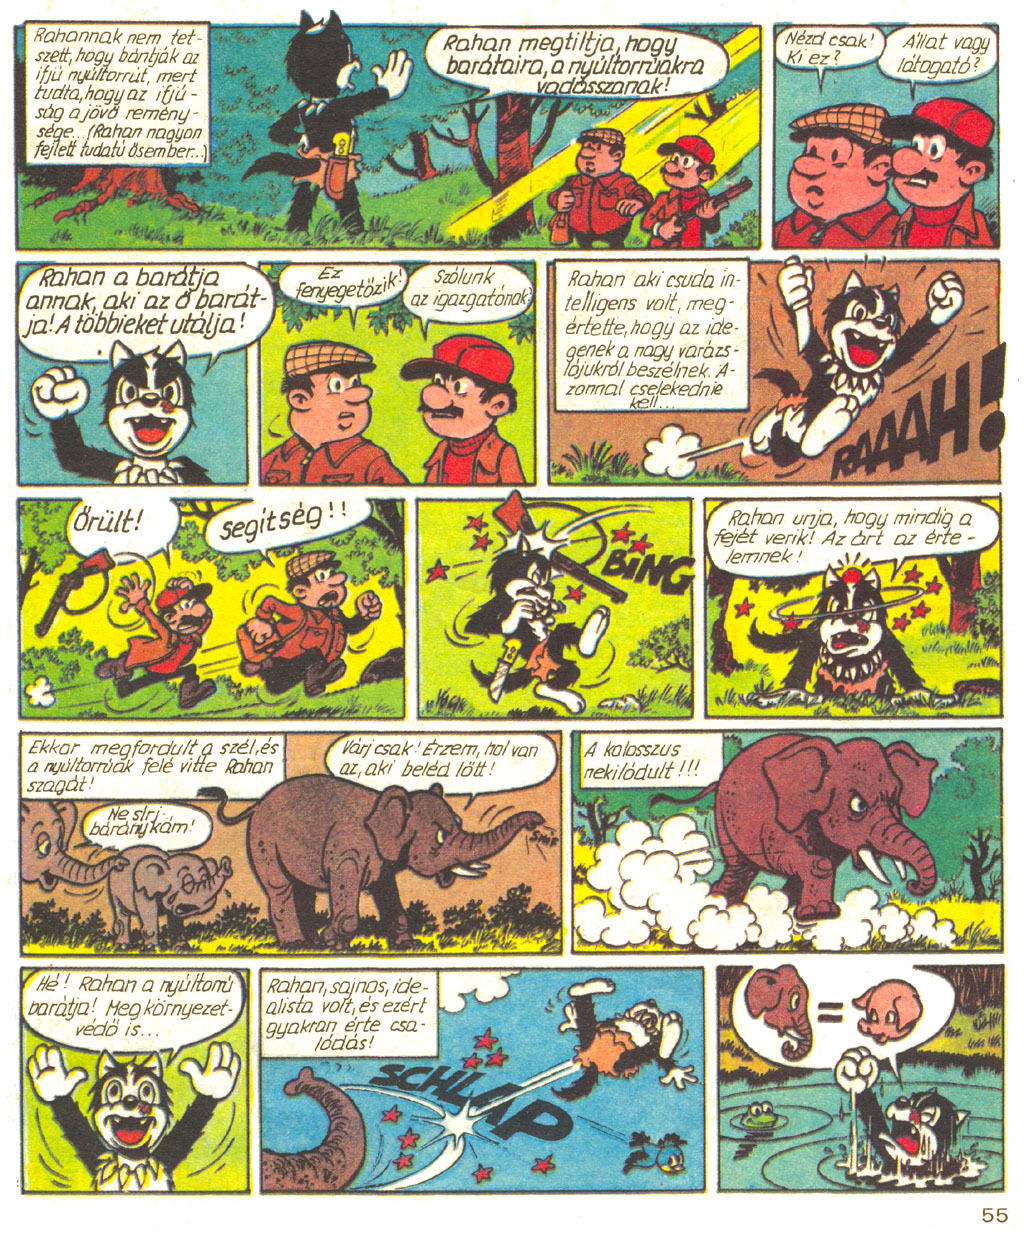 Rahannak nem tet-
szett, hogy bántják az
ifjú nyúltorrút, mert
tudta, hogy az ifjú-
ság a jövő remény-
sége... (Rahan nagyon
fejlett tudatú ősember...)
Rahan megtiltja, hogy
barátaira, a nyúltorrúakra
vadásszanak!
Nézd csak!
Ki ez?
Állat vagy
látogató?
Rahan a barátja
annak, aki az ő barát-
ja! A többieket utálja!
Ez
fenyegetőzik!
Szólunk
az igazgatónak!
Rahan aki csuda in-
telligens volt, meg-
értette, hogy az ide-
genek a nagy varázs-
lójukról beszélnek. A-
zonnal cselekednie
kell...
RAAAH!
Őrült!
Segítség!!
BING
Rahan unja, hogy mindig a
fejét verik! Az árt az érte-
lemnek!
Ekkor megfordult a szél, és
a nyúltorrúak felé vitte Rahan
szagát!
Ne sírj,
báránykám!
Várj csak! Érzem, hol van
az, aki beléd lőtt!
SNIFF
A kolosszus
nekilódult!!!
Hé! Rahan a nyúltorrú
barátja! Meg környezet-
védő is...
Rahan, sajnos, ide-
alista volt, és ezért
gyakran érte csa-
lódás!
SCHLAP
=
55